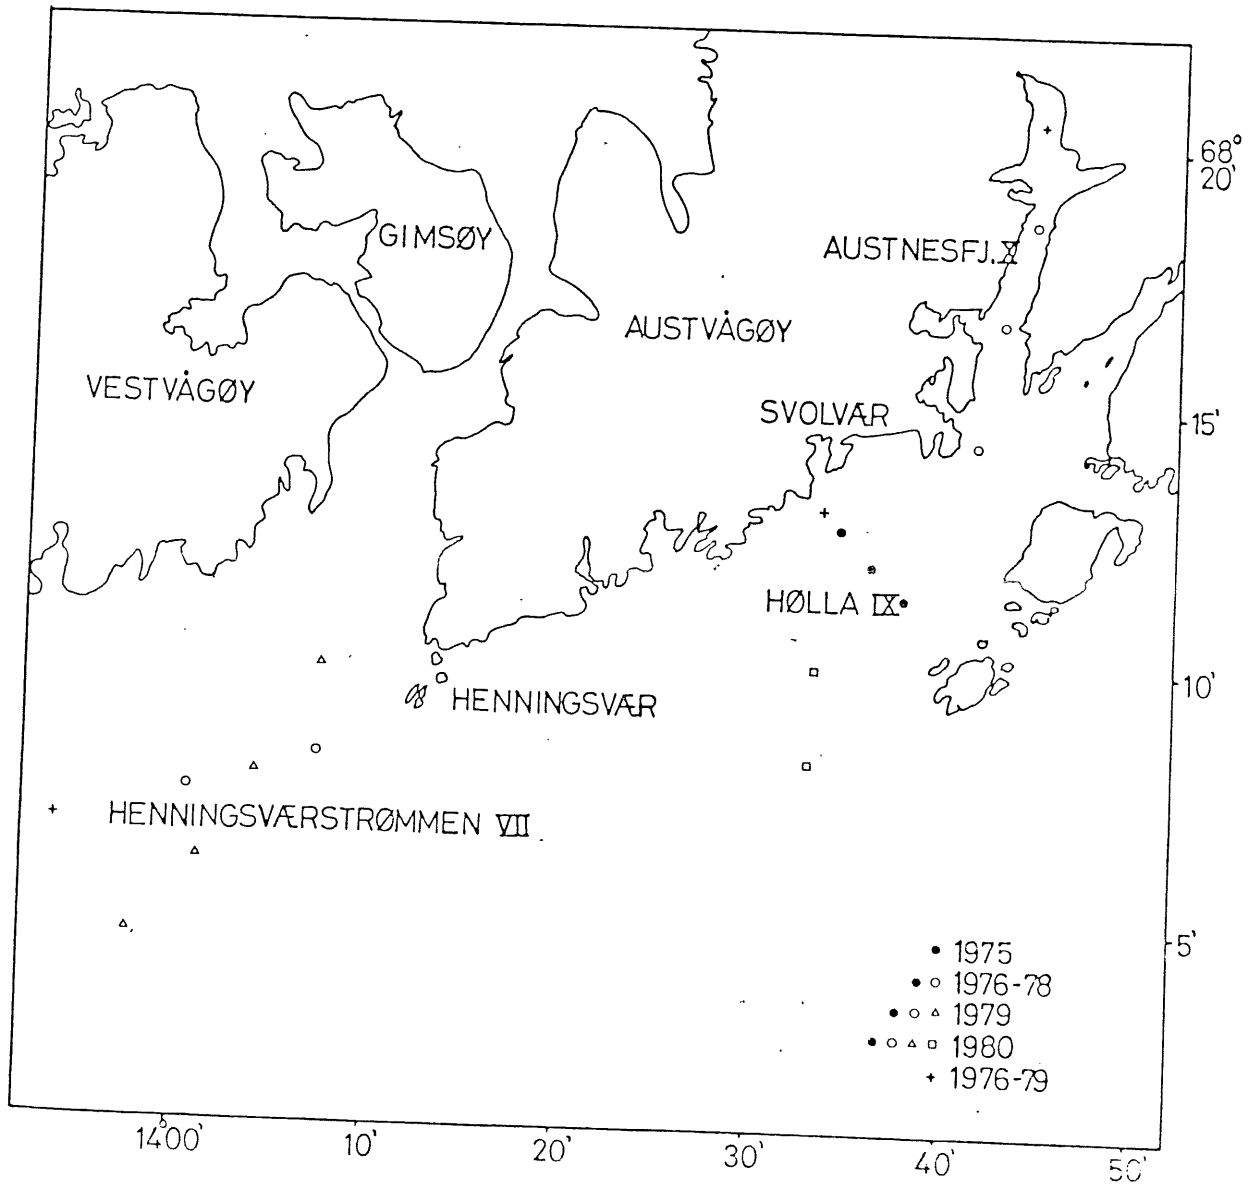 68°
20'
GIMSØY
AUSTNESFJ. X
AUSTVÅGØY
VESTVÅGØY
SVOLVÆR
15'
HØLLA IX
10'
HENNINGSVÆR
HENNINGSVÆRSTRØMMEN VII
5'
1975
1976-78
1979
1980
1976-79
14°00'
10'
20'
30'
40'
50'